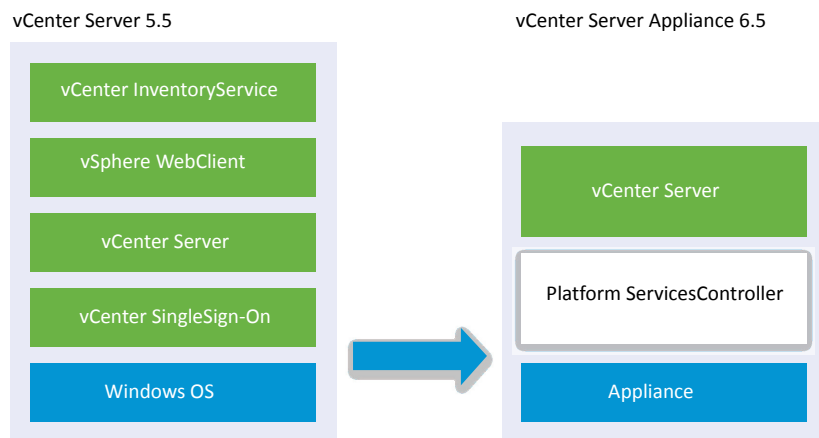 vCenter Server 5.5
vCenter InventoryService
vSphere WebClient
vCenter Server
vCenter SingleSign-On
Windows OS
vCenter Server Appliance 6.5
vCenter Server
Platform ServicesController
Appliance